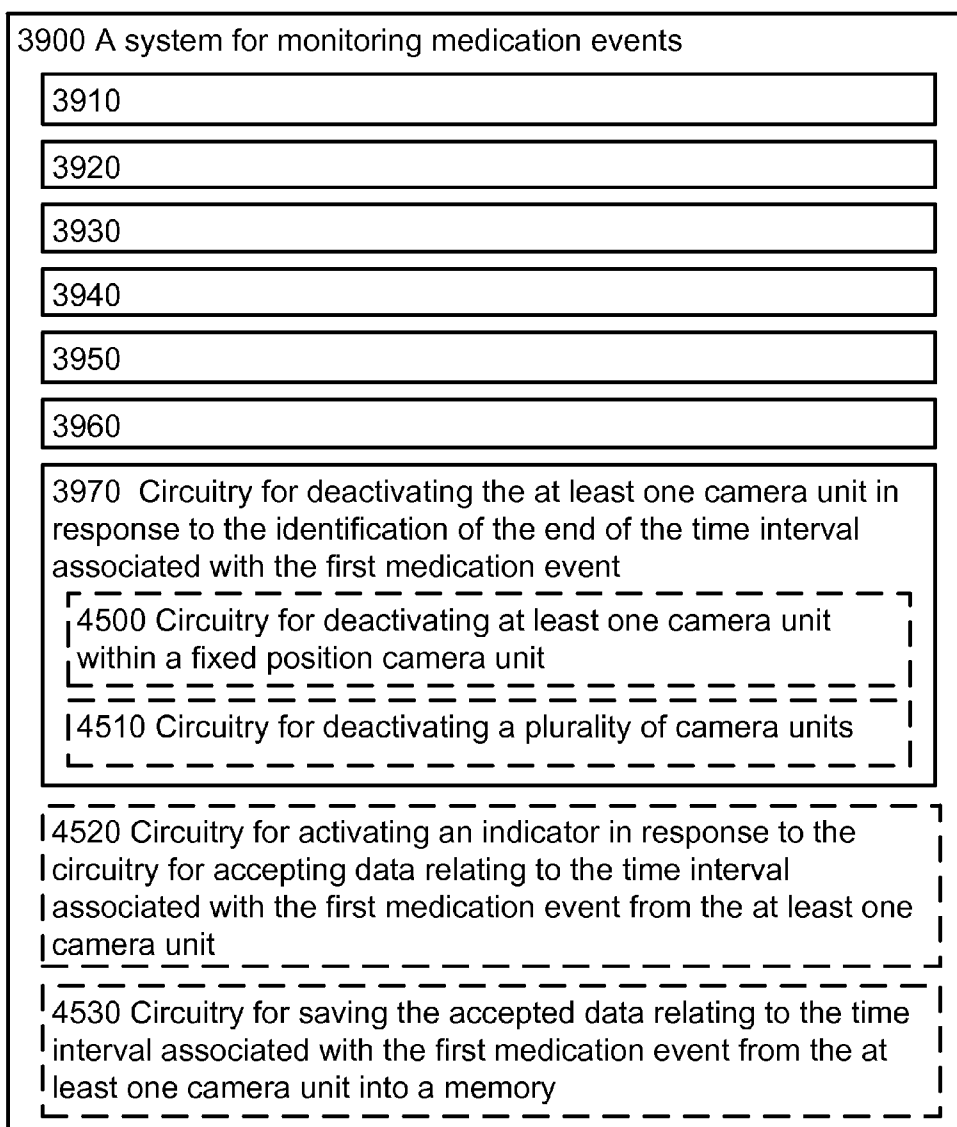 3900 A system for monitoring medication events
3910
3920
3930
3940
3950
3960
3970 Circuitry for deactivating the at least one camera unit in
response to the identification of the end of the time interval
associated with the first medication event
4500 Circuitry for deactivating at least one camera unit
within a fixed position camera unit
4510 Circuitry for deactivating a plurality of camera units
4520 Circuitry for activating an indicator in response to the
circuitry for accepting data relating to the time interval
associated with the first medication event from the at least one
camera unit
4530 Circuitry for saving the accepted data relating to the time
interval associated with the first medication event from the at
least one camera unit into a memory